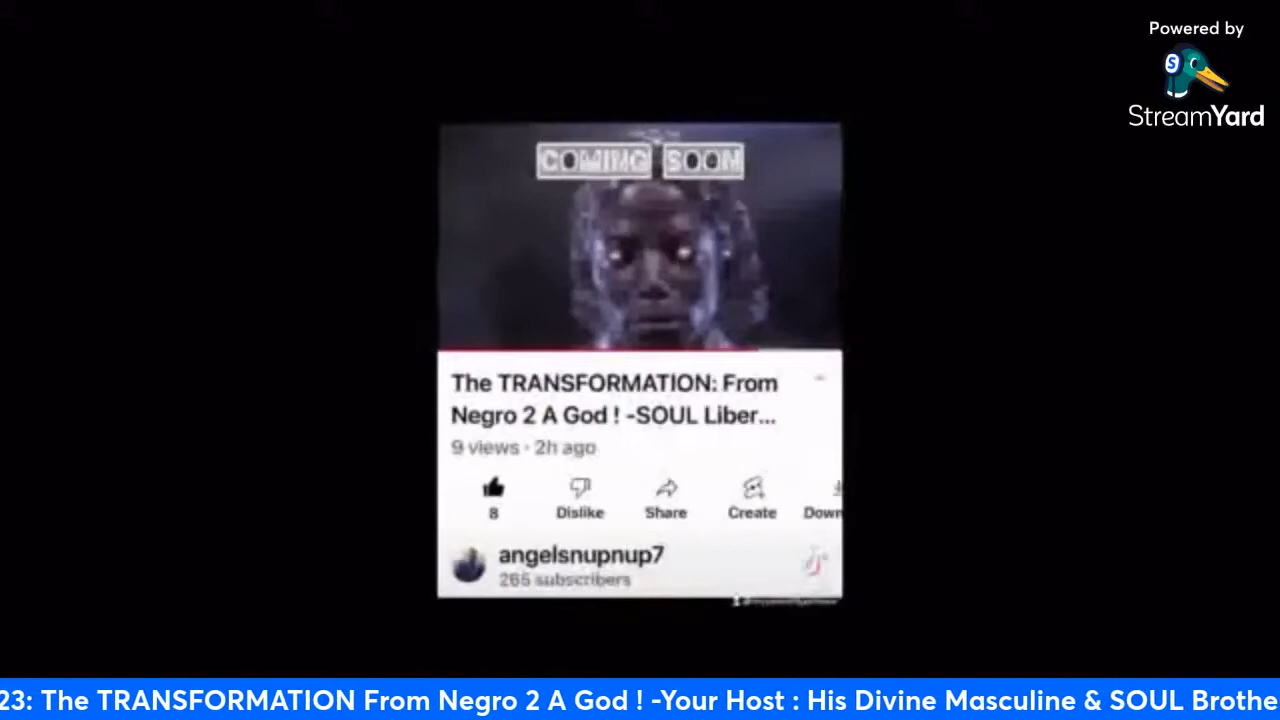 Powered by
StreamYard
S
COMING SOON
The TRANSFORMATION: From
Negro 2 A God ! -SOUL Liber...
9 views · 2h ago
8
Dislike
Share
Create
Down
angelsnupnup7
265 subscribers
23: The TRANSFORMATION From Negro 2 A God ! -Your Host : His Divine Masculine & SOUL Brothe